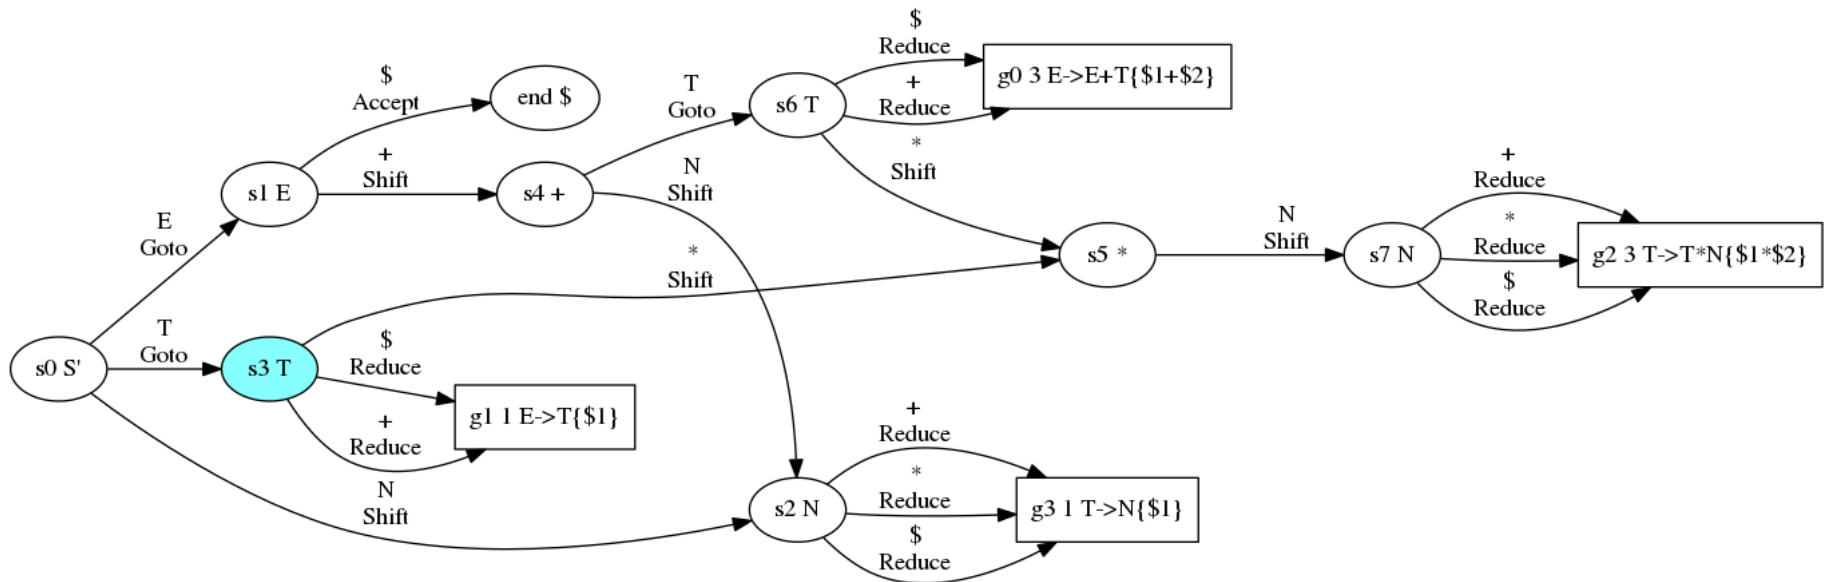 $
Reduce
g0 3 E->E+T{$1+$2}
+
Reduce
$
Accept
end $
T
Goto
s6 T
*
Shift
+
Shift
s1 E
s4 +
N
Shift
+
Reduce
E
Goto
*
Shift
s5 *
N
Shift
s7 N
*
Reduce
g2 3 T->T*N{$1*$2}
$
Reduce
s0 S'
T
Goto
s3 T
$
Reduce
g1 1 E->T{$1}
+
Reduce
N
Shift
s2 N
+
Reduce
*
Reduce
g3 1 T->N{$1}
$
Reduce